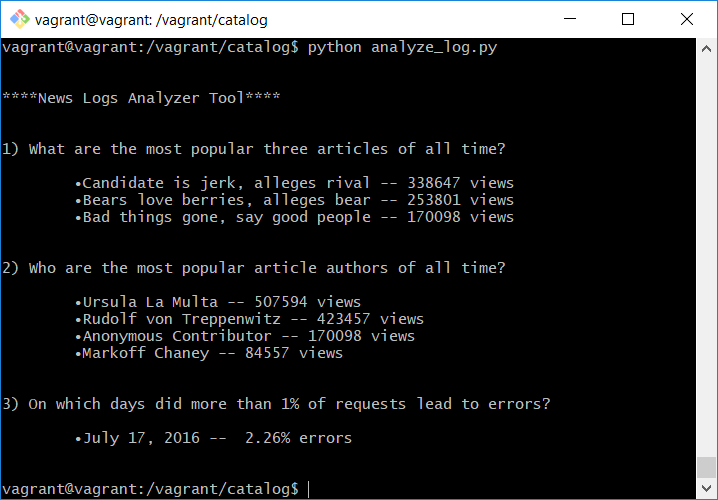 vagrant@vagrant: /vagrant/catalog
vagrant@vagrant:/vagrant/catalog$ python analyze_log.py
****News Logs Analyzer Tool****
1) What are the most popular three articles of all time?
•Candidate is jerk, alleges rival -- 338647 views
•Bears love berries, alleges bear -- 253801 views
•Bad things gone, say good people -- 170098 views
2) Who are the most popular article authors of all time?
•Ursula La Multa -- 507594 views
•Rudolf von Treppenwitz -- 423457 views
•Anonymous Contributor -- 170098 views
•Markoff Chaney -- 84557 views
3) On which days did more than 1% of requests lead to errors?
•July 17, 2016 --  2.26% errors
vagrant@vagrant:/vagrant/catalog$